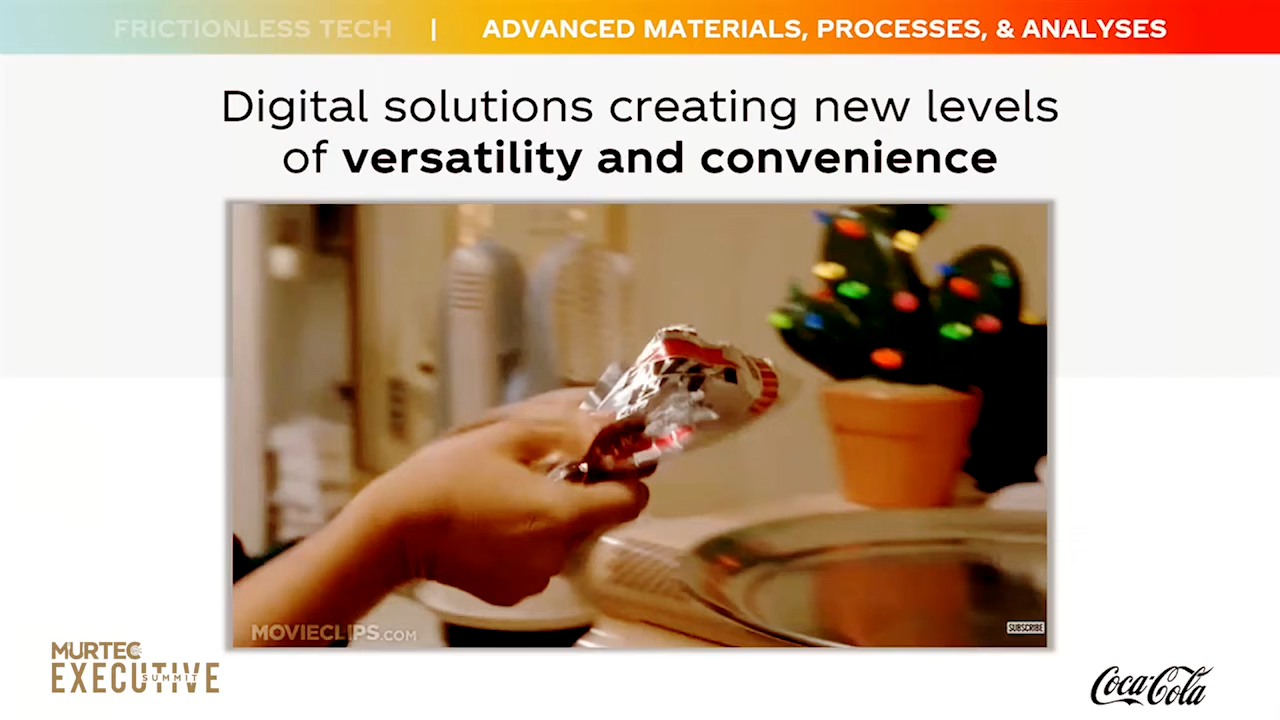 FRICTIONLESS TECH | ADVANCED MATERIALS, PROCESSES, & ANALYSES
Digital solutions creating new levels
of versatility and convenience
MOVIECLIPS.COM
SUBSCRIBE
MURTEC
EXECUTIVE
SUMMIT
Coca-Cola